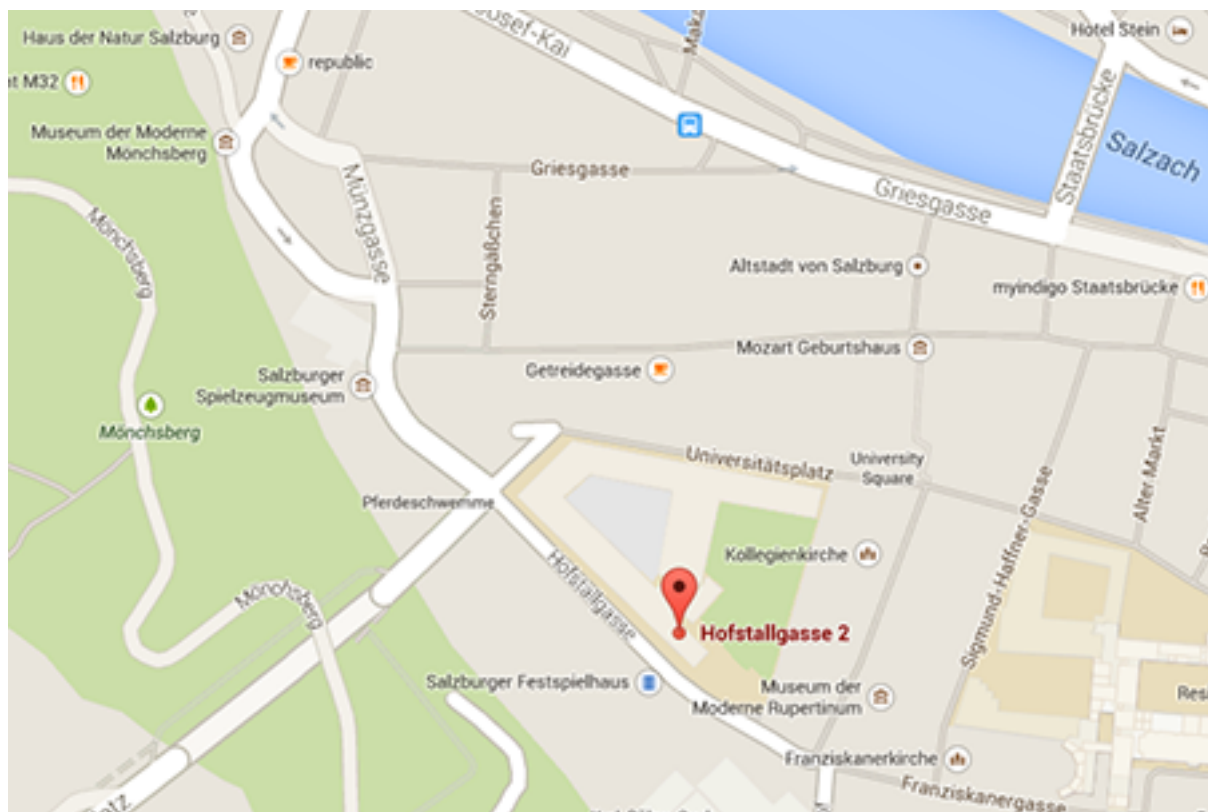 Haus der Natur Salzburg
republic
M32
Museum der Moderne
Mönchsberg
Josef-Kai
Hotel Stein
Staatsbrücke
Salzach
Griesgasse
Griesgasse
Münzgasse
Sterngäßchen
Mönchsberg
Altstadt von Salzburg
myindigo Staatsbrücke
Mozart Geburtshaus
Getreidegasse
Salzburger
Spielzeugmuseum
Mönchsberg
Universitätsplatz
University
Square
Alter Markt
Sigmund-Haffner-Gasse
Pferdeschwemme
Hofstallgasse
Kollegienkirche
Mönchsberg
Hofstallgasse 2
Salzburger Festspielhaus
Museum der
Moderne Rupertinum
Franziskanerkirche
Franziskanergasse